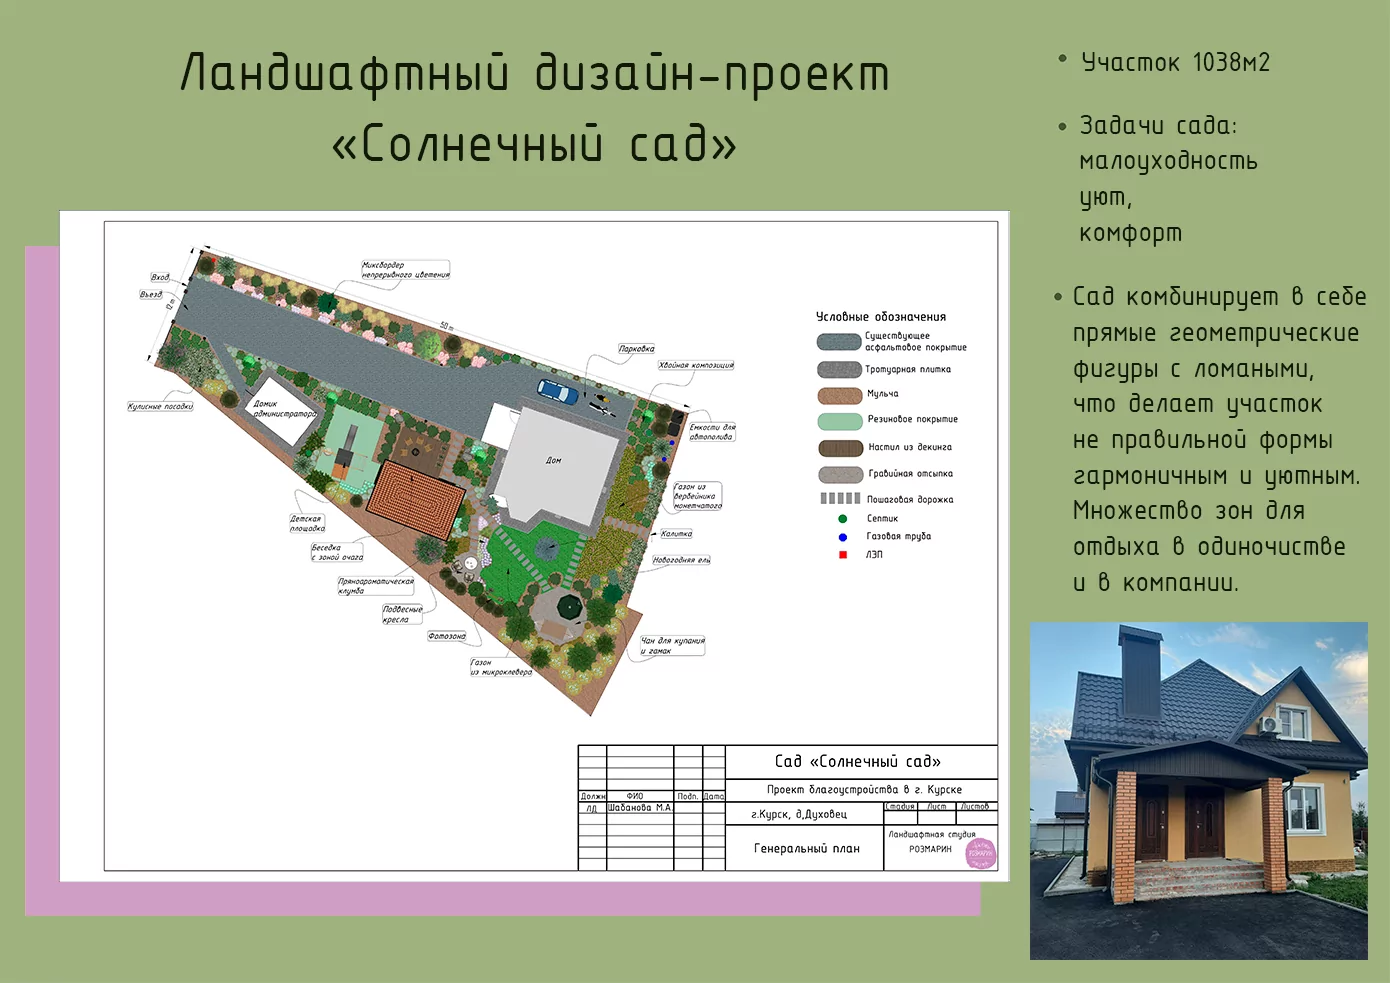 Ландшафтный дизайн-проект
«Солнечный сад»
• Участок 1038м2
• Задачи сада:
малоуходность
уют,
комфорт
• Сад комбинирует в себе
прямые геометрические
фигуры с ломаными,
что делает участок
не правильной формы
гармоничным и уютным.
Множество зон для
отдыха в одиночистве
и в компании.
Вход
Въезд
12 m
50 m
Миксбордер
непрерывного цветения
Парковка
Хвойная композиция
Емкости для
автополива
Газон из
вербейника
монетчатого
Калитка
Новогодняя ель
Чан для купания
и гамак
Газон
из микроклевера
Фотозона
Подвесные
кресла
Пряноароматическая
клумба
Беседка
с зоной очага
Детская
площадка
Кулисные посадки
Домик
администратора
Дом
Условные обозначения
Существующее
асфальтовое покрытие
Тротуарная плитка
Мульча
Резиновое покрытие
Настил из декинга
Гравийная отсыпка
Пошаговая дорожка
Септик
Газовая труба
ЛЭП
Сад «Солнечный сад»
Проект благоустройства в г. Курске
Должн
ФИО
Подп.
Дата
ЛД
Шабанова М.А.
г.Курск, д,Духовец
Стадия
Лист
Листов
Генеральный план
Ландшафтная студия
РОЗМАРИН
РОЗМАРИН